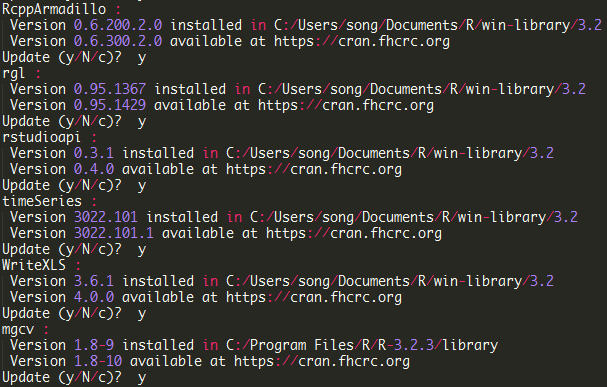 RcppArmadillo :
 Version 0.6.200.2.0 installed in C:/Users/song/Documents/R/win-library/3.2
 Version 0.6.300.2.0 available at https://cran.fhcrc.org
Update (y/N/c)?  y
rgl :
 Version 0.95.1367 installed in C:/Users/song/Documents/R/win-library/3.2
 Version 0.95.1429 available at https://cran.fhcrc.org
Update (y/N/c)?  y
rstudioapi :
 Version 0.3.1 installed in C:/Users/song/Documents/R/win-library/3.2
 Version 0.4.0 available at https://cran.fhcrc.org
Update (y/N/c)?  y
timeSeries :
 Version 3022.101 installed in C:/Users/song/Documents/R/win-library/3.2
 Version 3022.101.1 available at https://cran.fhcrc.org
Update (y/N/c)?  y
WriteXLS :
 Version 3.6.1 installed in C:/Users/song/Documents/R/win-library/3.2
 Version 4.0.0 available at https://cran.fhcrc.org
Update (y/N/c)?  y
mgcv :
 Version 1.8-9 installed in C:/Program Files/R/R-3.2.3/library
 Version 1.8-10 available at https://cran.fhcrc.org
Update (y/N/c)?  y